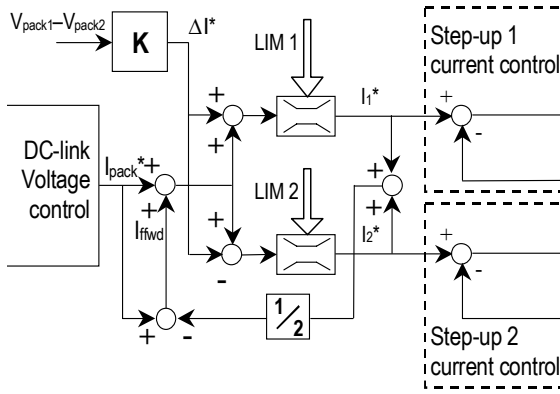 Vpack1–Vpack2
K
ΔI*
LIM 1
Step-up 1
current control
+
+
I1*
+
-
DC-link
Voltage
control
Ipack*
+
+
Iffwd
LIM 2
+
+
+
-
I2*
+
-
1/2
+
-
Step-up 2
current control